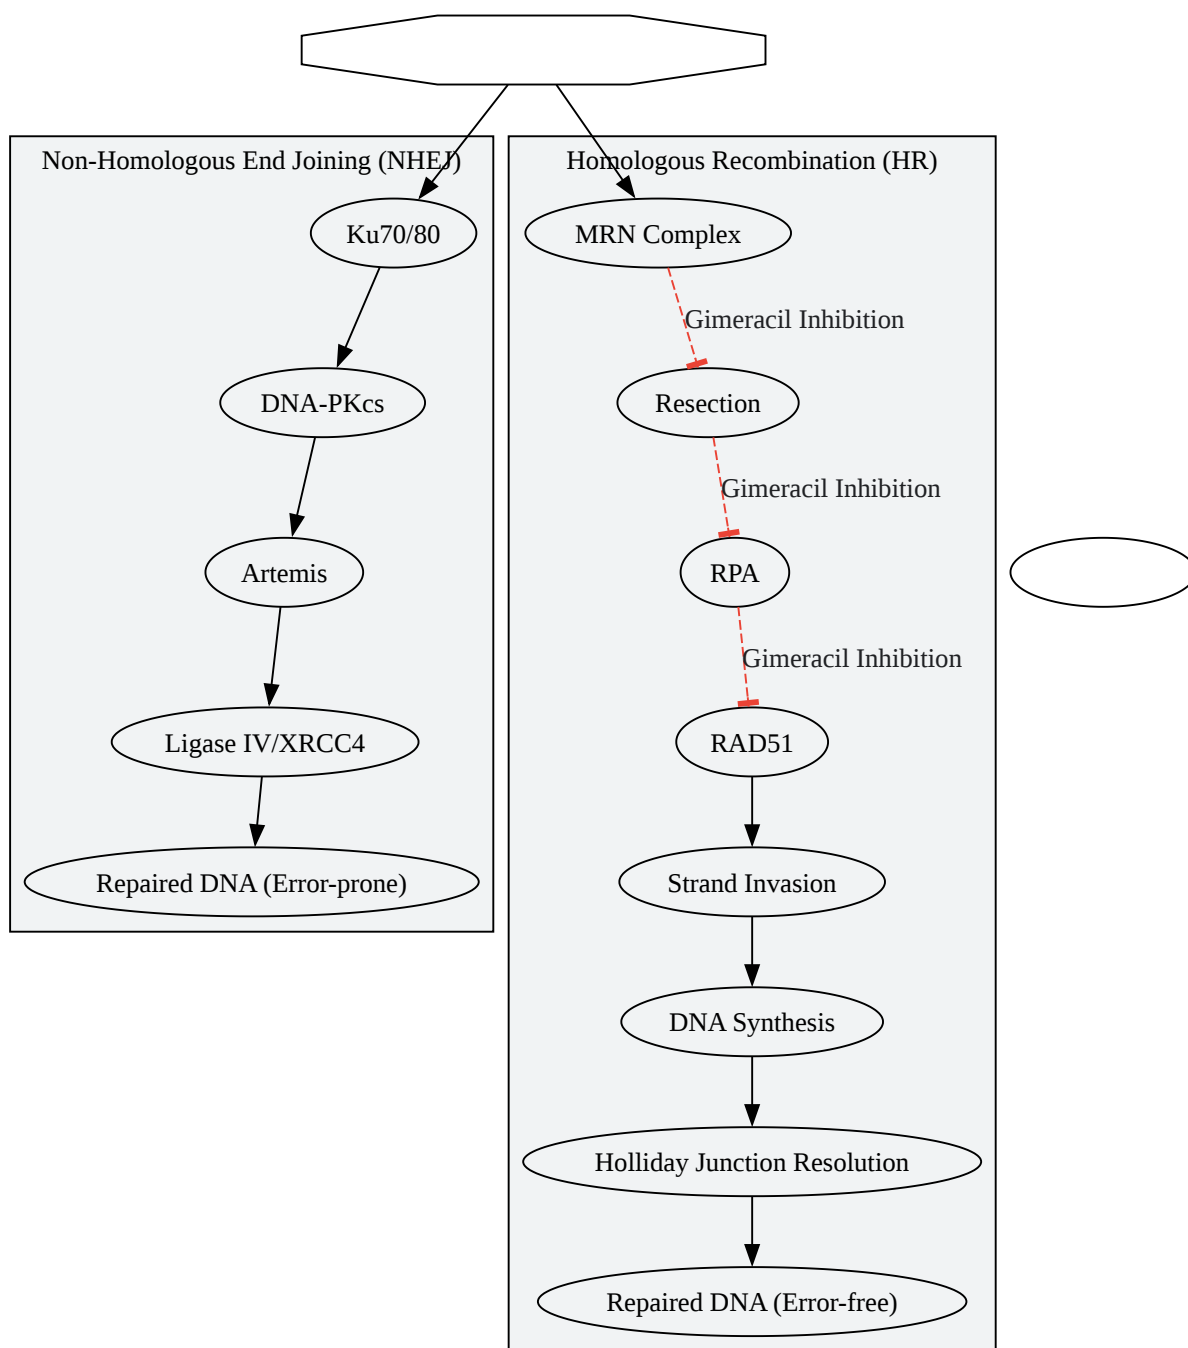 Non-Homologous End Joining (NHEJ)
Ku70/80
DNA-PKcs
Artemis
Ligase IV/XRCC4
Repaired DNA (Error-prone)
Homologous Recombination (HR)
MRN Complex
Gimeracil Inhibition
Resection
Gimeracil Inhibition
RPA
Gimeracil Inhibition
RAD51
Strand Invasion
DNA Synthesis
Holliday Junction Resolution
Repaired DNA (Error-free)